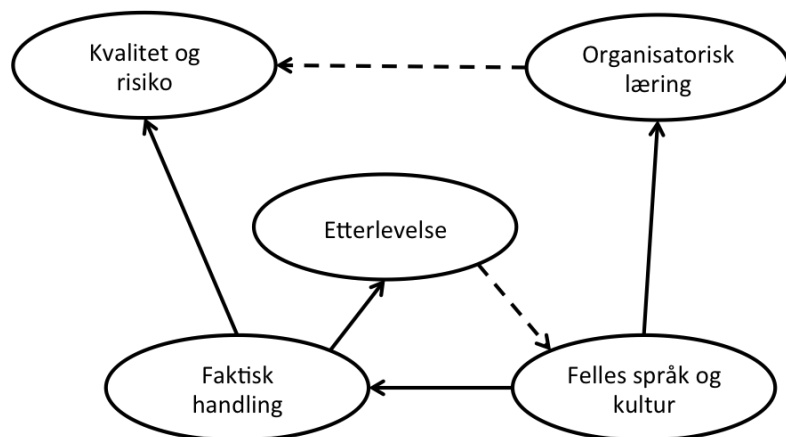 Kvalitet og
risiko
Organisatorisk
læring
Etterlevelse
Faktisk
handling
Felles språk og
kultur